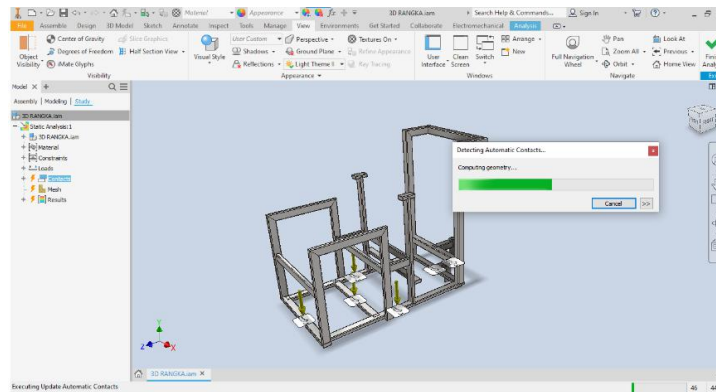 Material
Appearance
3D RANGKA
Search Help & Commands...
Sign In
File Assemble Design 3D Model Sketch Annotate Inspect Tools Manage View Environments Get Started Collaborate Electromechanical Analysis
Object Visibility
Center of Gravity
Degrees of Freedom
iMate Glyphs
Slice Graphics
Half Section View
Visibility
Visual Style
User Custom
Shadows
Reflections
Perspective
Ground Plane
Light Theme
Textures On
Refine Appearance
Ray Tracing
Appearance
User Interface
Clean Screen
Switch
Arrange
New
Windows
Full Navigation Wheel
Pan
Zoom All
Orbit
Look At
Previous
Home View
Navigate
Model
Assembly | Modeling | Study
3D RANGKA.iam
Static Analysis:1
3D RANGKA.iam
Material
Constraints
Loads
Contacts
Mesh
Results
Detecting Automatic Contacts...
Computing geometry...
Cancel >>
Z X
3D RANGKA.iam
Executing Update Automatic Contacts
46